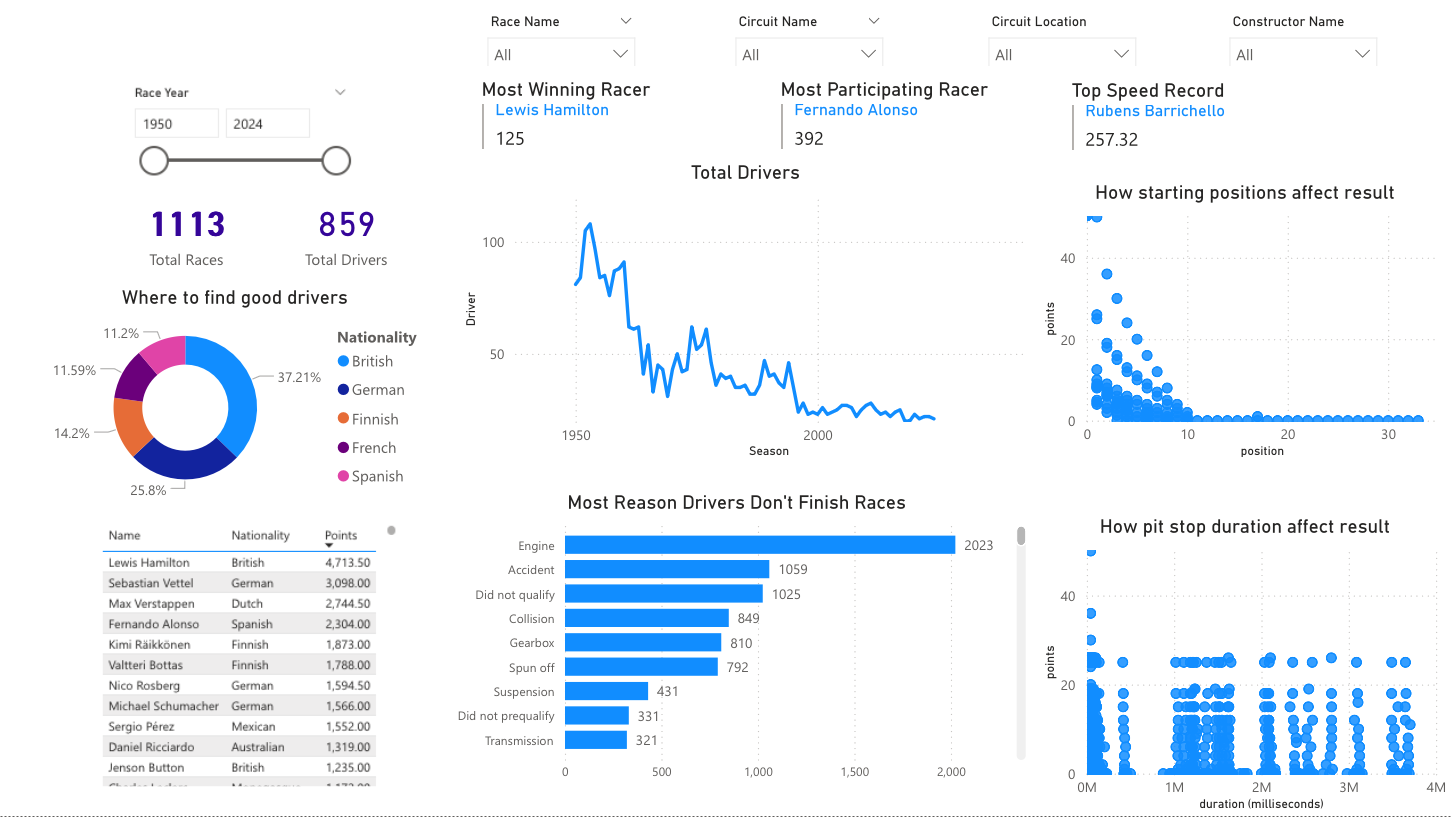 Race Name
All
Circuit Name
All
Circuit Location
All
Constructor Name
All
Race Year
1950 2024
Most Winning Racer
Lewis Hamilton
125
Most Participating Racer
Fernando Alonso
392
Top Speed Record
Rubens Barrichello
257.32
1113
Total Races
859
Total Drivers
Where to find good drivers
11.2%
11.59%
37.21%
14.2%
25.8%
Nationality
British
German
Finnish
French
Spanish
Name Nationality Points
Lewis Hamilton British 4,713.50
Sebastian Vettel German 3,098.00
Max Verstappen Dutch 2,744.50
Fernando Alonso Spanish 2,304.00
Kimi Räikkönen Finnish 1,873.00
Valtteri Bottas Finnish 1,788.00
Nico Rosberg German 1,594.50
Michael Schumacher German 1,566.00
Sergio Pérez Mexican 1,552.00
Daniel Ricciardo Australian 1,319.00
Jenson Button British 1,235.00
Total Drivers
Driver
100
50
1950 2000
Season
Most Reason Drivers Don't Finish Races
Engine 2023
Accident 1059
Did not qualify 1025
Collision 849
Gearbox 810
Spun off 792
Suspension 431
Did not prequalify 331
Transmission 321
0 500 1,000 1,500 2,000
How starting positions affect result
points
40
20
0
0 10 20 30
position
How pit stop duration affect result
points
40
20
0
0M 1M 2M 3M 4M
duration (milliseconds)